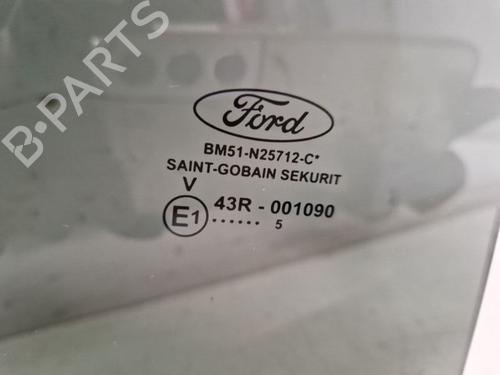 B-PARTS
Ford
BM51-N25712-C*
SAINT-GOBAIN SEKURIT
V
E1 43R - 001090
...... 5